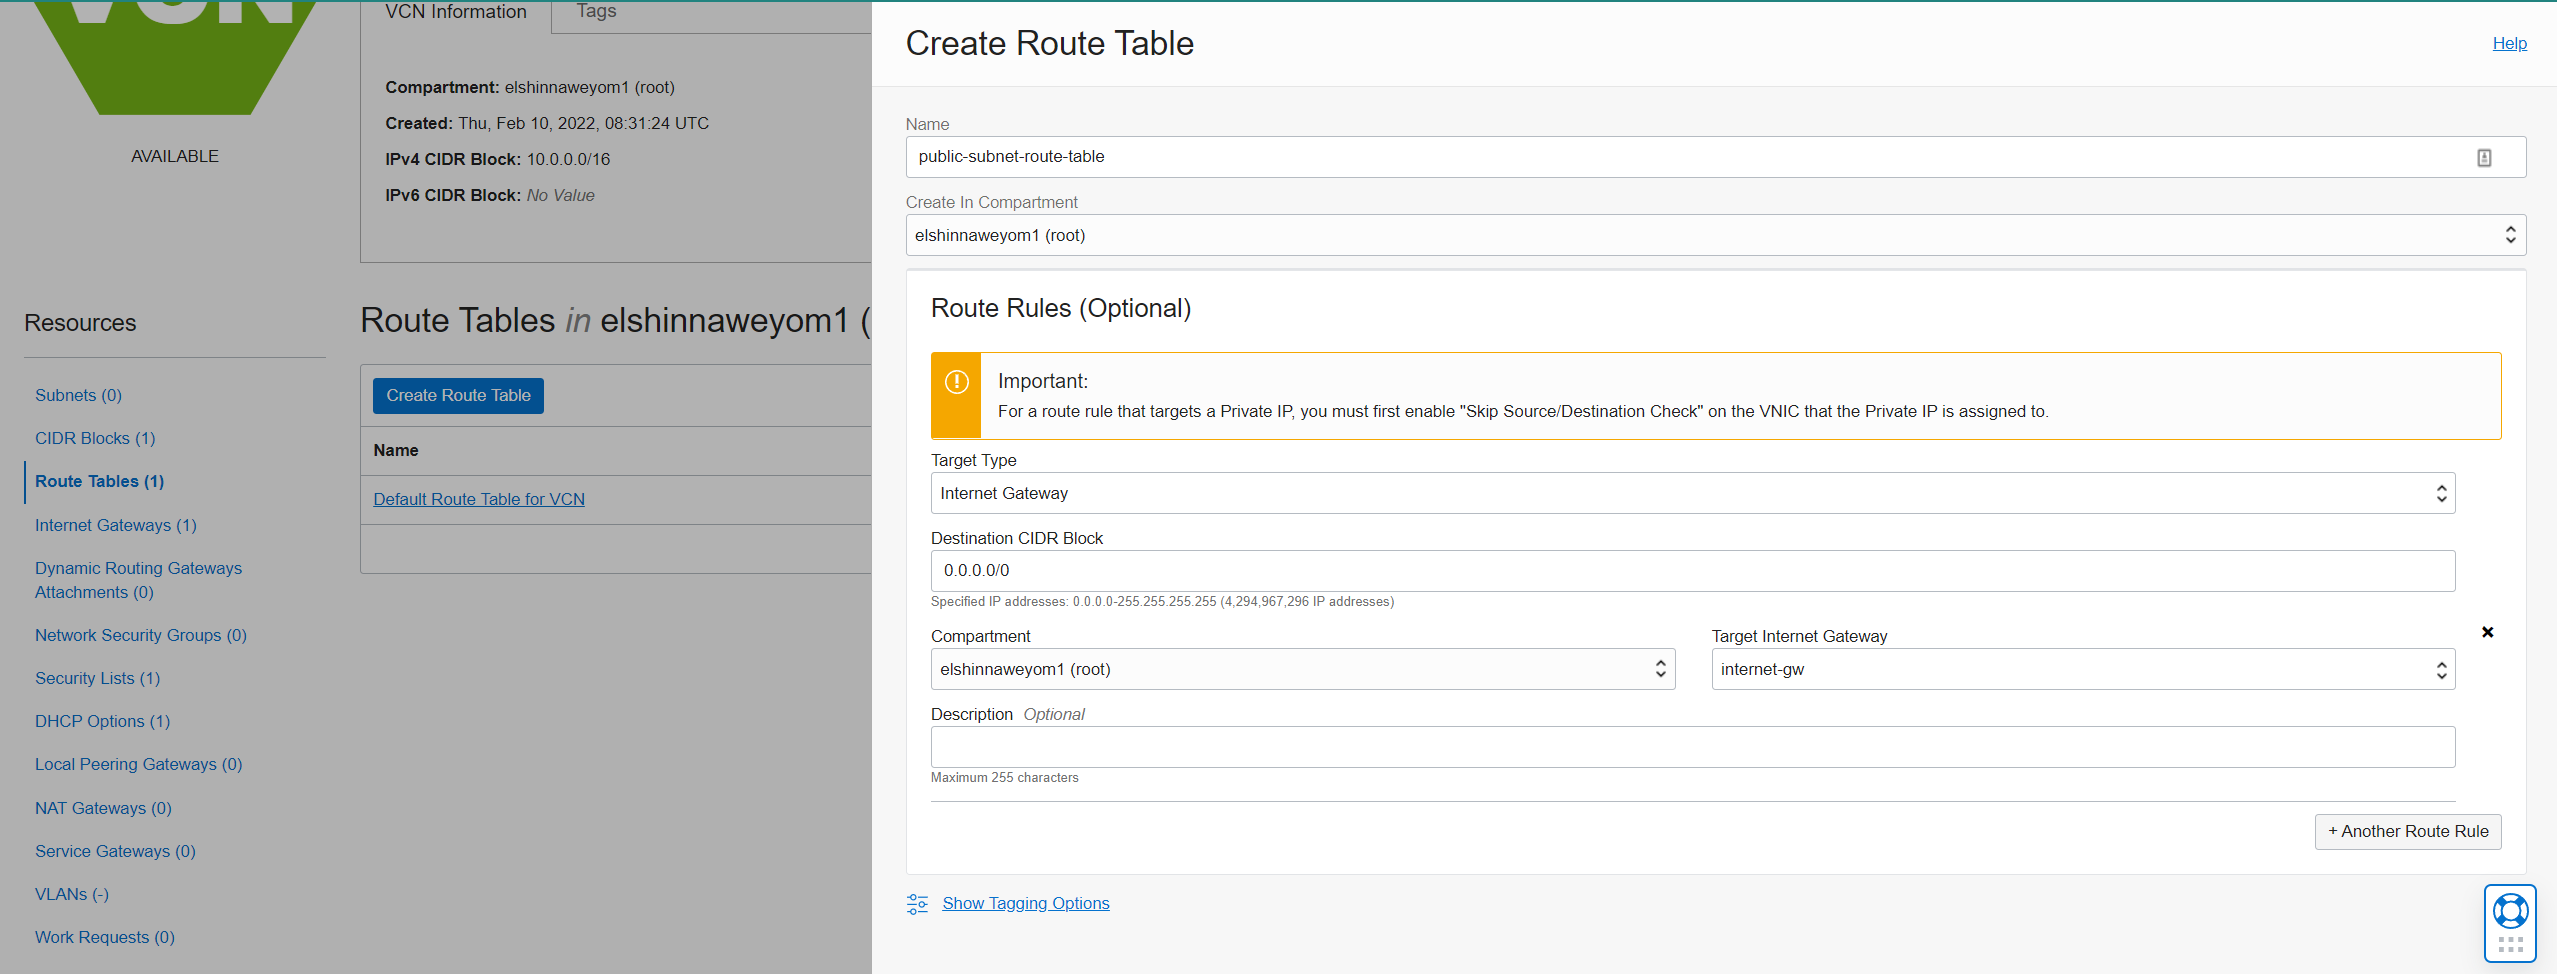 VCN
AVAILABLE
VCN Information
Tags
Compartment: elshinnaweyom1 (root)
Created: Thu, Feb 10, 2022, 08:31:24 UTC
IPv4 CIDR Block: 10.0.0.0/16
IPv6 CIDR Block: No Value
Resources
Subnets (0)
CIDR Blocks (1)
Route Tables (1)
Internet Gateways (1)
Dynamic Routing Gateways
Attachments (0)
Network Security Groups (0)
Security Lists (1)
DHCP Options (1)
Local Peering Gateways (0)
NAT Gateways (0)
Service Gateways (0)
VLANs (-)
Work Requests (0)
Route Tables in elshinnaweyom1 (
Create Route Table
Name
Default Route Table for VCN
Create Route Table
Help
Name
public-subnet-route-table
Create In Compartment
elshinnaweyom1 (root)
Route Rules (Optional)
Important:
For a route rule that targets a Private IP, you must first enable "Skip Source/Destination Check" on the VNIC that the Private IP is assigned to.
Target Type
Internet Gateway
Destination CIDR Block
0.0.0.0/0
Specified IP addresses: 0.0.0.0-255.255.255.255 (4,294,967,296 IP addresses)
Compartment
elshinnaweyom1 (root)
Target Internet Gateway
internet-gw
Description Optional
Maximum 255 characters
+ Another Route Rule
Show Tagging Options